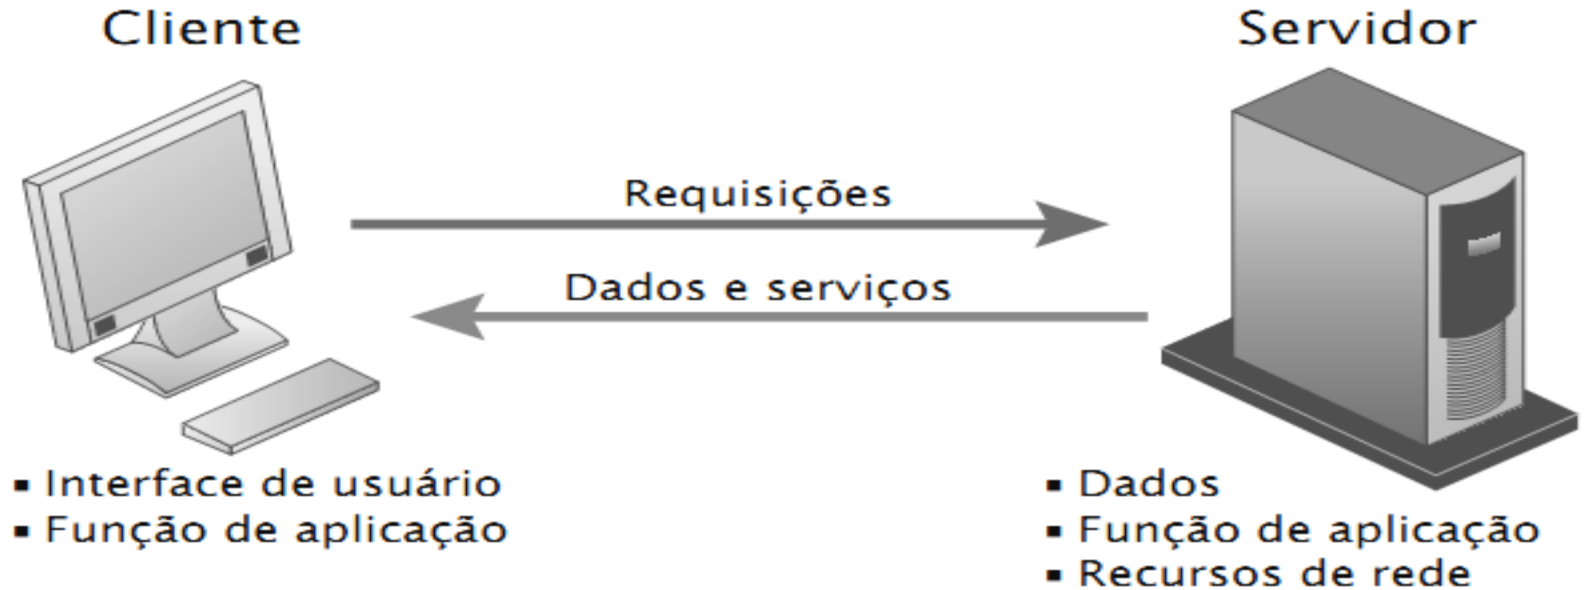 Cliente
Servidor
Requisições
Dados e serviços
▪ Interface de usuário
▪ Função de aplicação
▪ Dados
▪ Função de aplicação
▪ Recursos de rede